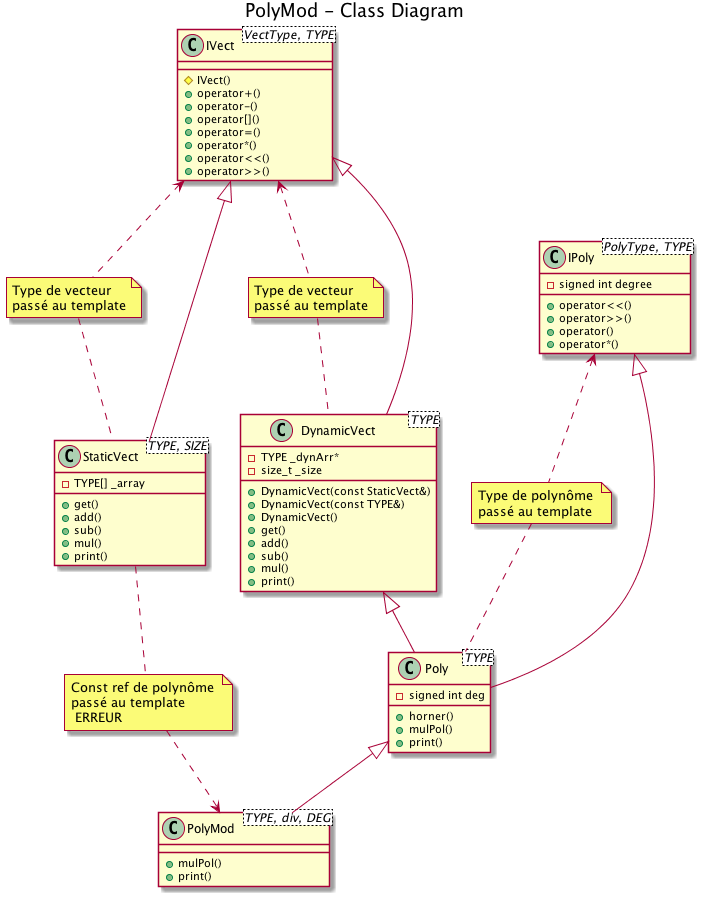 PolyMod - Class Diagram
C IVect
VectType, TYPE
IVect()
operator+()
operator-()
operator[]()
operator=()
operator*()
operator<<()
operator>>()
C IPoly
PolyType, TYPE
signed int degree
operator<<()
operator>>()
operator()
operator*()
Type de vecteur
passé au template
Type de vecteur
passé au template
C StaticVect
TYPE, SIZE
TYPE[] _array
get()
add()
sub()
mul()
print()
C DynamicVect
TYPE
TYPE _dynArr*
size_t _size
DynamicVect(const StaticVect&)
DynamicVect(const TYPE&)
DynamicVect()
get()
add()
sub()
mul()
print()
Type de polynôme
passé au template
Const ref de polynôme
passé au template
ERREUR
C Poly
TYPE
signed int deg
horner()
mulPol()
print()
C PolyMod
TYPE, div, DEG
mulPol()
print()